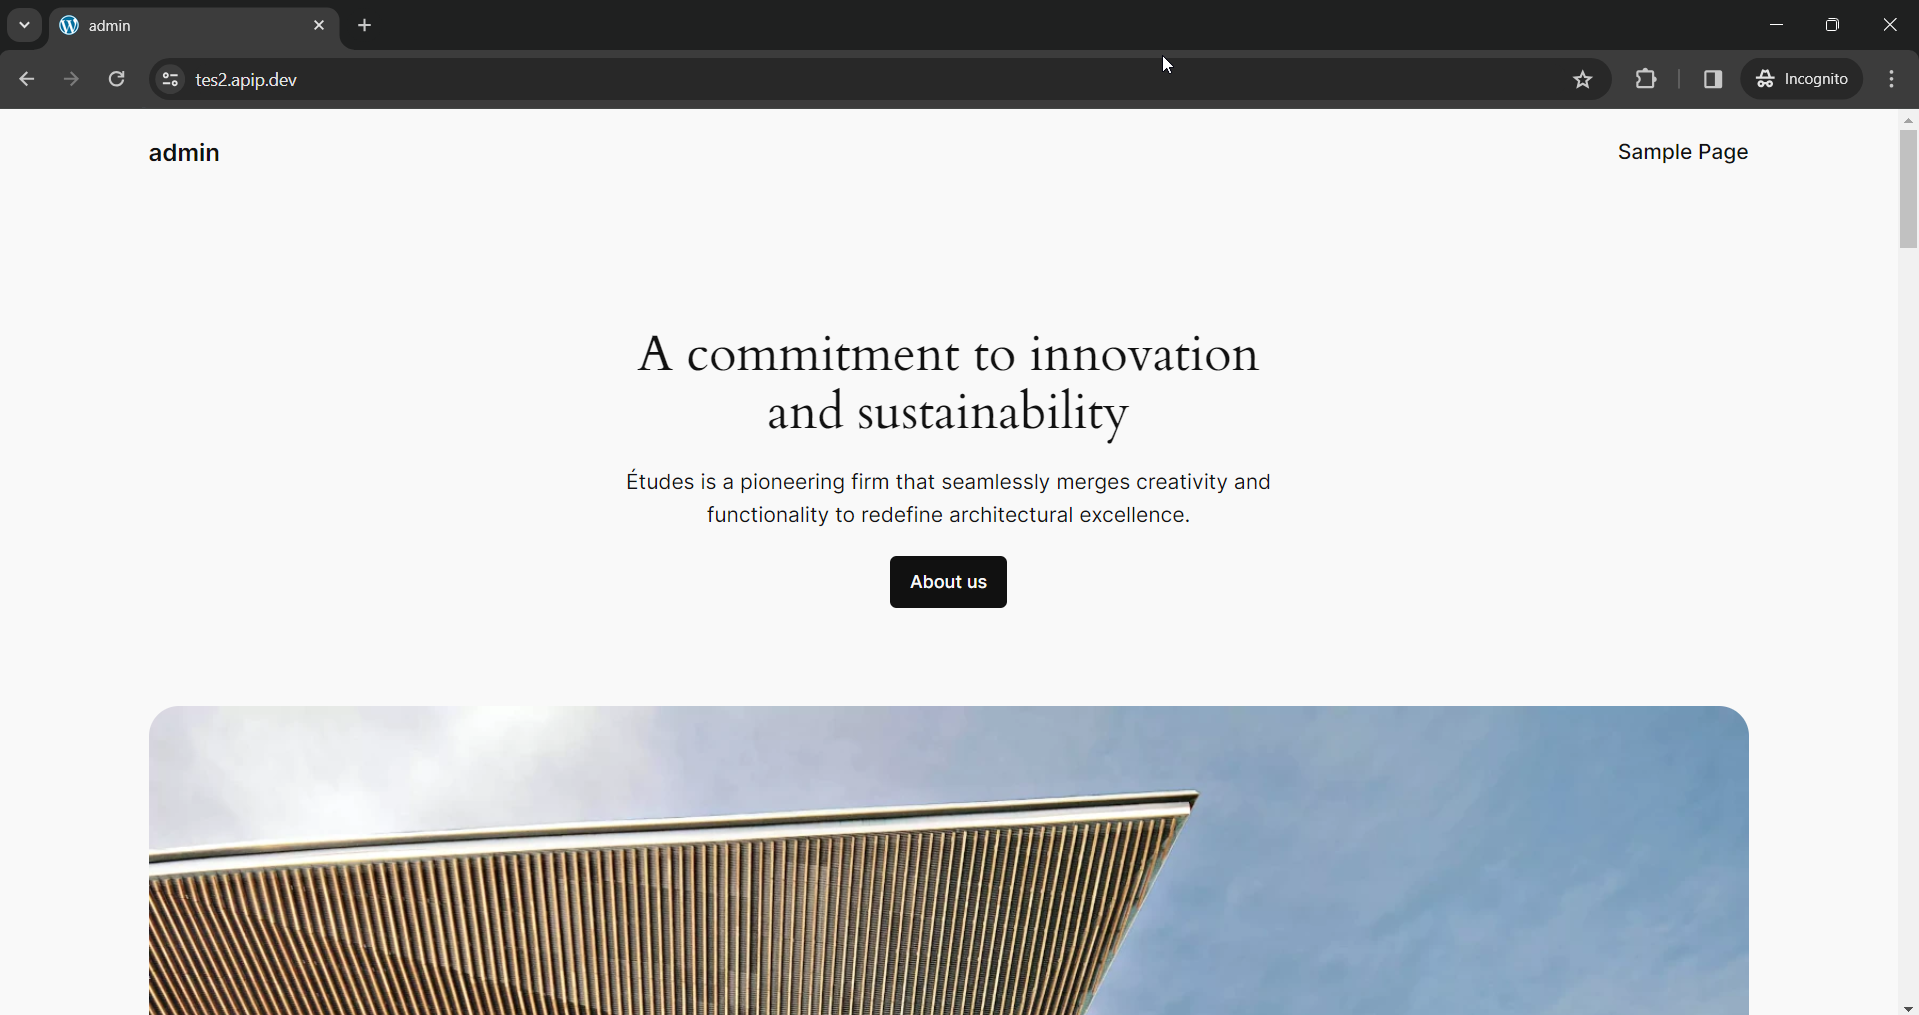 admin
tes2.apip.dev
Incognito
admin
Sample Page
A commitment to innovation
and sustainability
Études is a pioneering firm that seamlessly merges creativity and
functionality to redefine architectural excellence.
About us